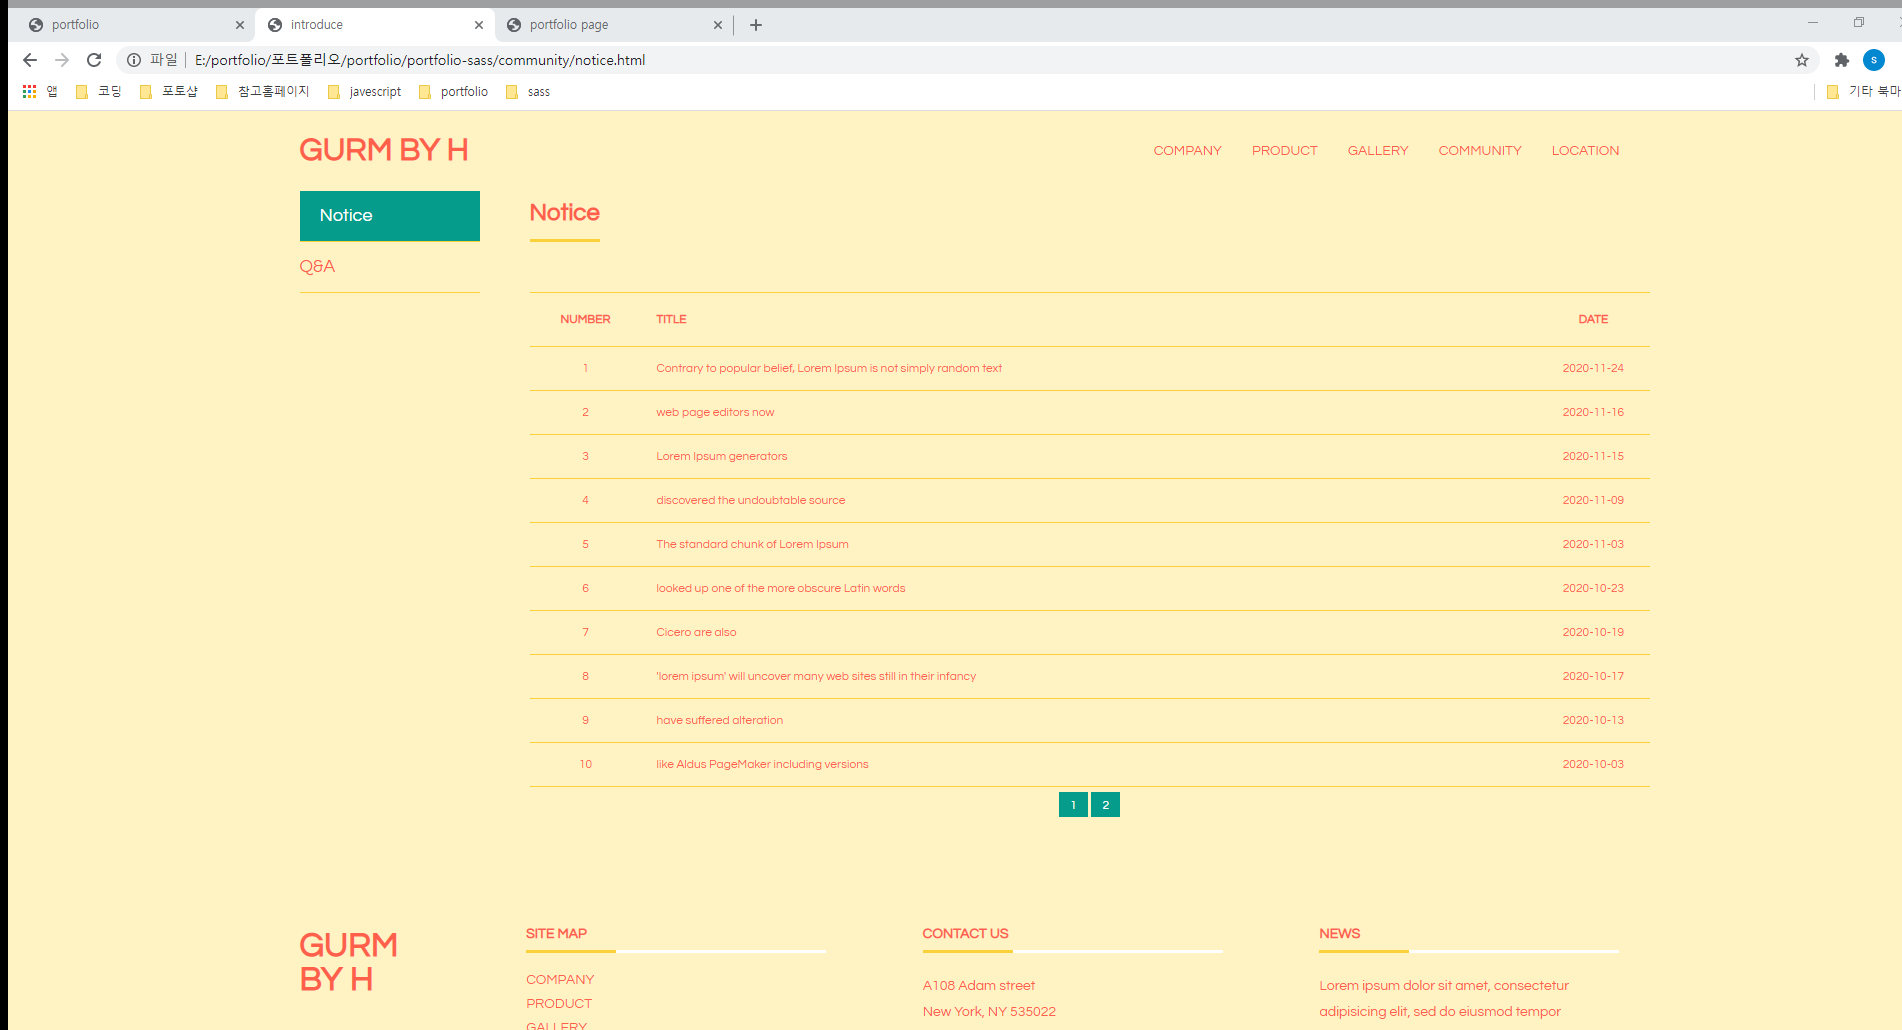 portfolio
introduce
portfolio page
파일 E:/portfolio/포트폴리오/portfolio/portfolio-sass/community/notice.html
S
앱 코딩 포토샵 참고홈페이지 javescript portfolio sass 기타 북마
GURM BY H
COMPANY PRODUCT GALLERY COMMUNITY LOCATION
Notice
Q&A
Notice
NUMBER TITLE DATE
1 Contrary to popular belief, Lorem Ipsum is not simply random text 2020-11-24
2 web page editors now 2020-11-16
3 Lorem Ipsum generators 2020-11-15
4 discovered the undoubtable source 2020-11-09
5 The standard chunk of Lorem Ipsum 2020-11-03
6 looked up one of the more obscure Latin words 2020-10-23
7 Cicero are also 2020-10-19
8 'lorem ipsum' will uncover many web sites still in their infancy 2020-10-17
9 have suffered alteration 2020-10-13
10 like Aldus PageMaker including versions 2020-10-03
1 2
GURM
BY H
SITE MAP
COMPANY
PRODUCT
GALLERY
CONTACT US
A108 Adam street
New York, NY 535022
NEWS
Lorem ipsum dolor sit amet, consectetur
adipisicing elit, sed do eiusmod tempor